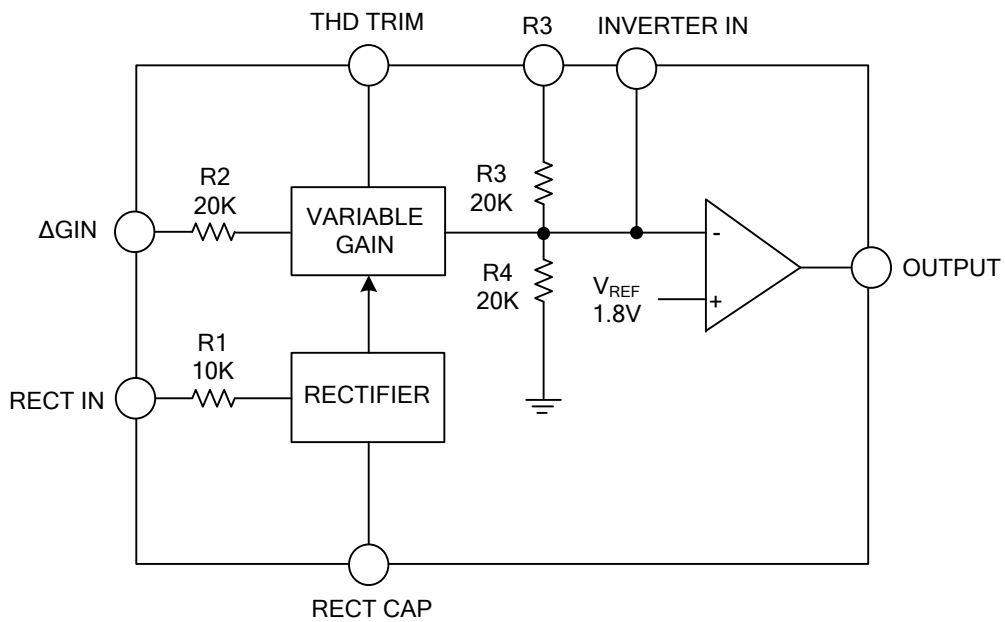 THD TRIM
R3
INVERTER IN
R2
20K
VARIABLE
GAIN
R3
20K
ΔGIN
-
OUTPUT
R4
20K
VREF
1.8V
+
R1
10K
RECT IN
RECTIFIER
RECT CAP